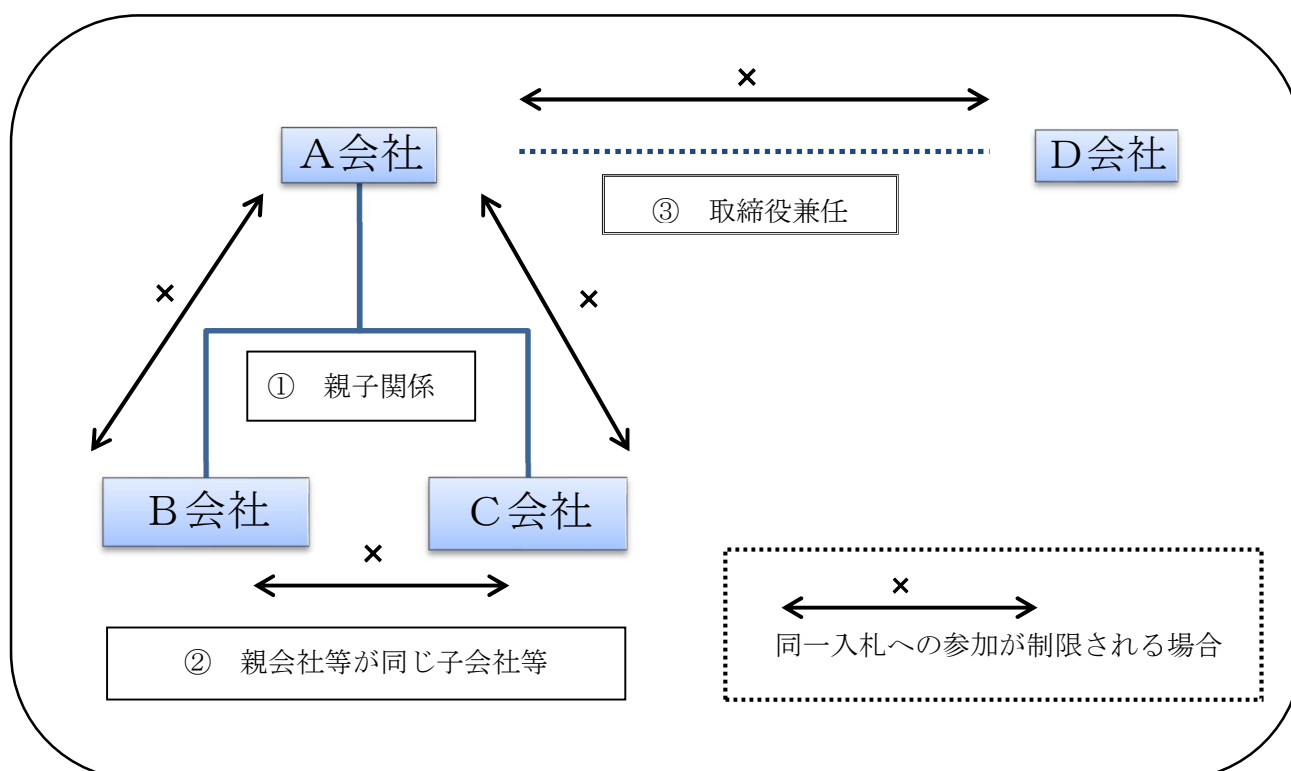 ×
Ａ会社
Ｄ会社
③　取締役兼任
×
×
①　親子関係
Ｂ会社
Ｃ会社
×
②　親会社等が同じ子会社等
×
同一入札への参加が制限される場合